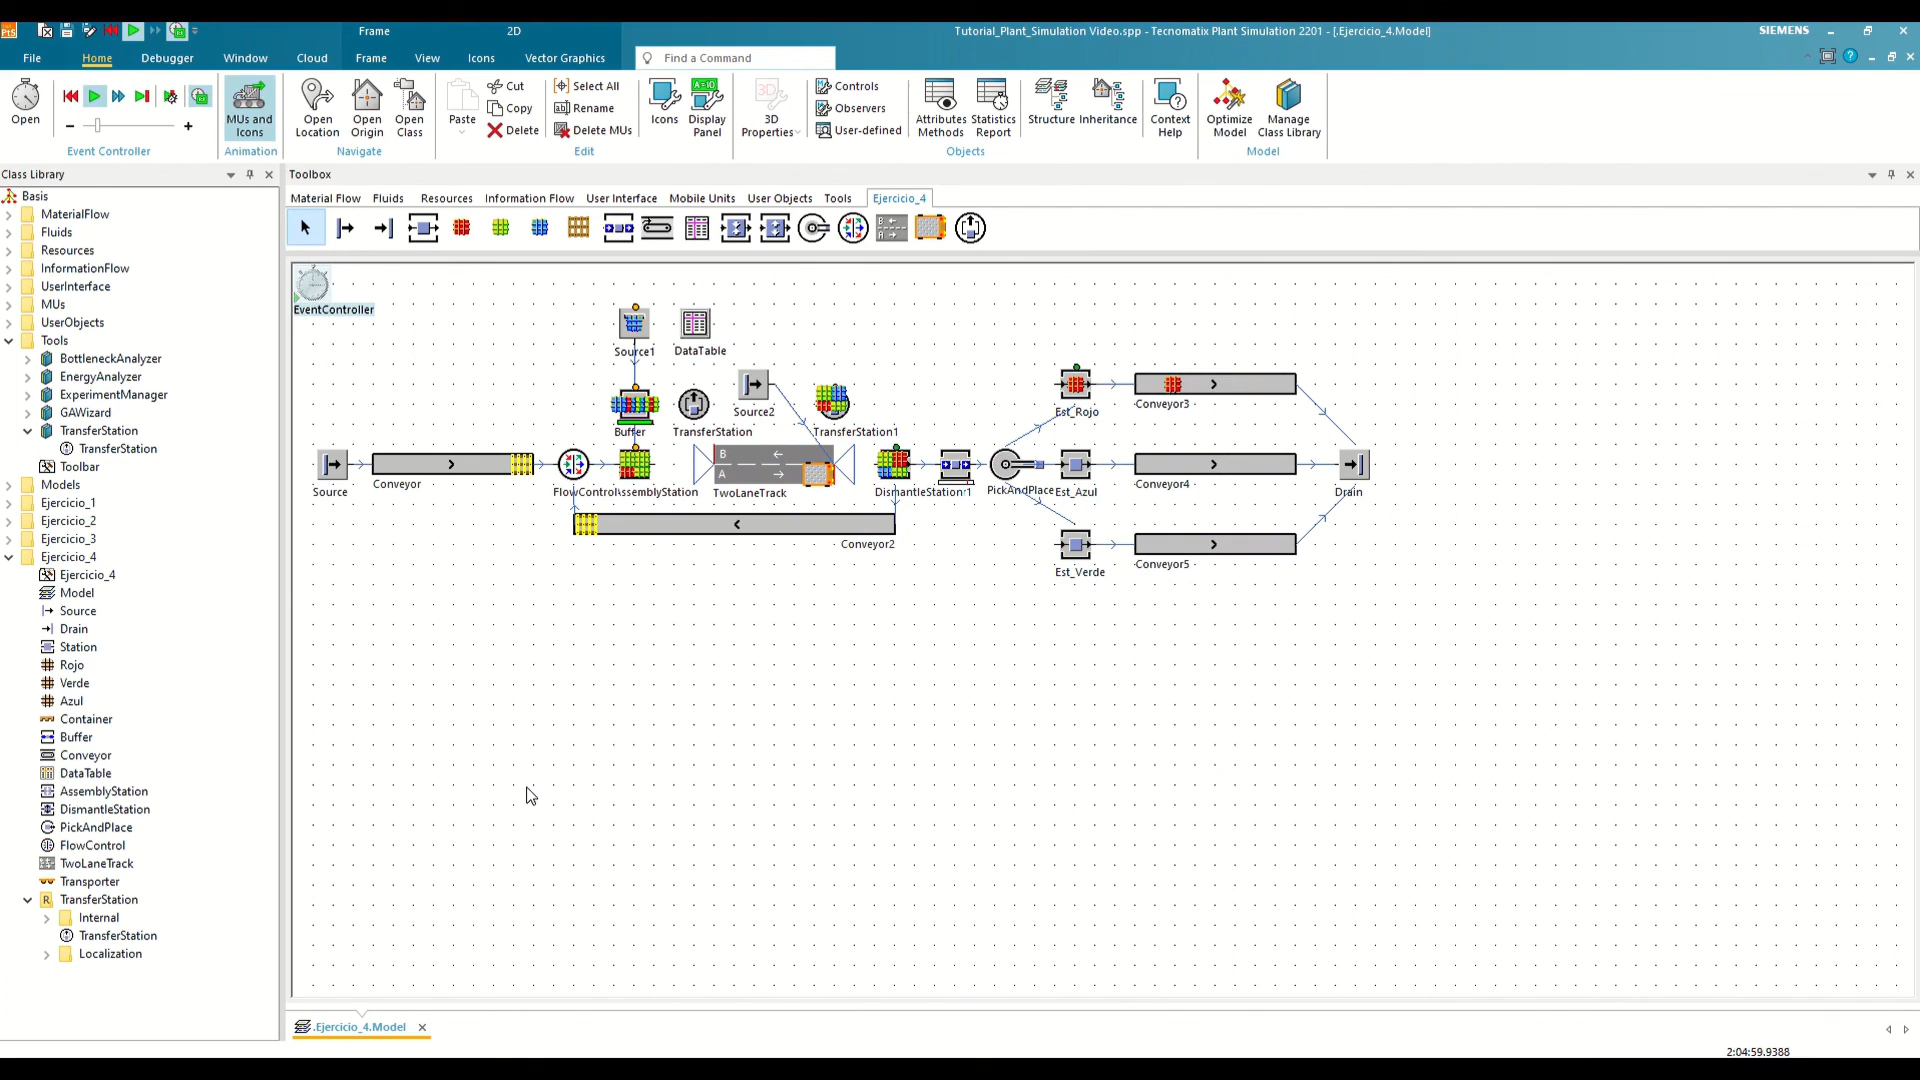 Frame
2D
Tutorial_Plant_Simulation Video.spp - Tecnomatix Plant Simulation 2201 - [.Ejercicio_4.Model]
SIEMENS
File Home Debugger Window Cloud Frame View Icons Vector Graphics
Find a Command
Open
MUs and Icons
Open Location
Open Origin
Open Class
Paste
Cut
Copy
Delete
Select All
Rename
Delete MUs
Icons
Display Panel
3D Properties
Controls
Observers
User-defined
Attributes Methods
Statistics Report
Structure
Inheritance
Context Help
Optimize Model
Manage Class Library
Event Controller
Animation
Navigate
Edit
Objects
Model
Class Library
Toolbox
Material Flow Fluids Resources Information Flow User Interface Mobile Units User Objects Tools Ejercicio_4
Basis
MaterialFlow
Fluids
Resources
InformationFlow
UserInterface
MUs
UserObjects
Tools
BottleneckAnalyzer
EnergyAnalyzer
ExperimentManager
GAWizard
TransferStation
TransferStation
Toolbar
Models
Ejercicio_1
Ejercicio_2
Ejercicio_3
Ejercicio_4
Ejercicio_4
Model
Source
Drain
Station
Rojo
Verde
Azul
Container
Buffer
Conveyor
DataTable
AssemblyStation
DismantleStation
PickAndPlace
FlowControl
TwoLaneTrack
Transporter
TransferStation
Internal
TransferStation
Localization
EventController
Source1
DataTable
Source2
Buffer
TransferStation
TransferStation1
Est_Rojo
Conveyor3
B
A
Source
Conveyor
TwoLaneTrack
DismantleStation1
PickAndPlace
Est_Azul
Conveyor4
Drain
Conveyor2
Est_Verde
Conveyor5
.Ejercicio_4.Model
2:04:59.9388